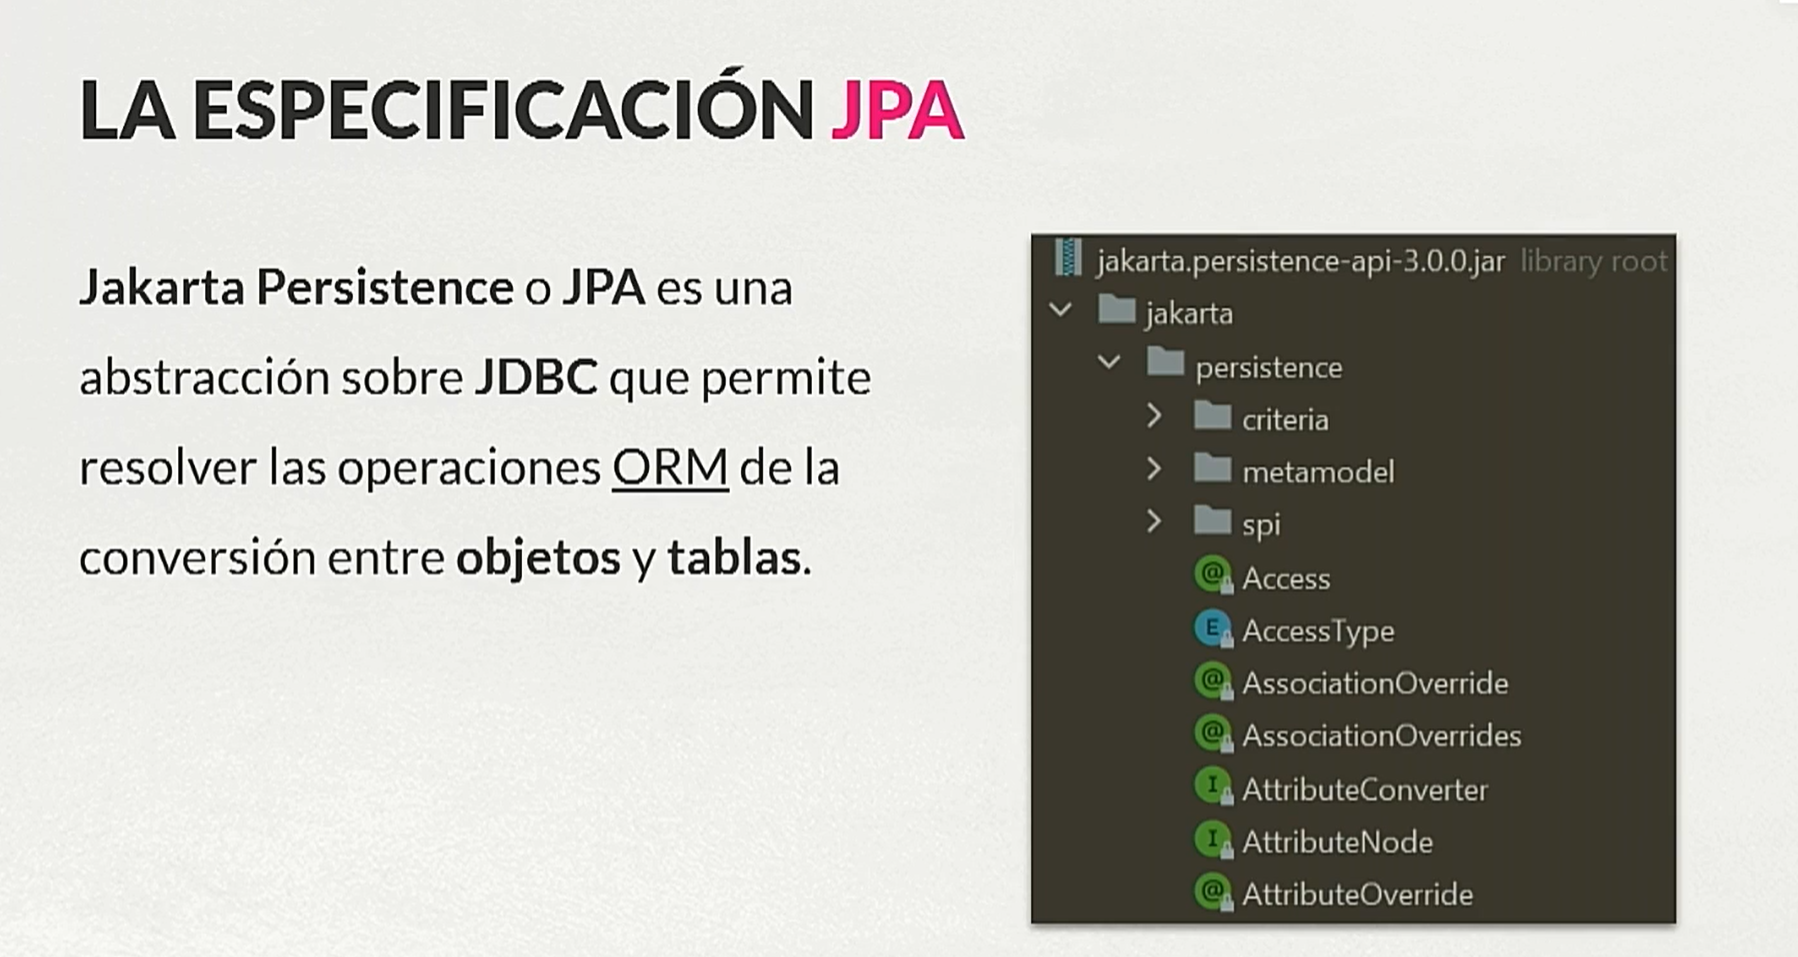 LA ESPECIFICACIÓN JPA
Jakarta Persistence o JPA es una
abstracción sobre JDBC que permite
resolver las operaciones ORM de la
conversión entre objetos y tablas.
jakarta.persistence-api-3.0.0.jar library root
jakarta
persistence
criteria
metamodel
spi
@ Access
E AccessType
@ AssociationOverride
@ AssociationOverrides
I AttributeConverter
I AttributeNode
@ AttributeOverride